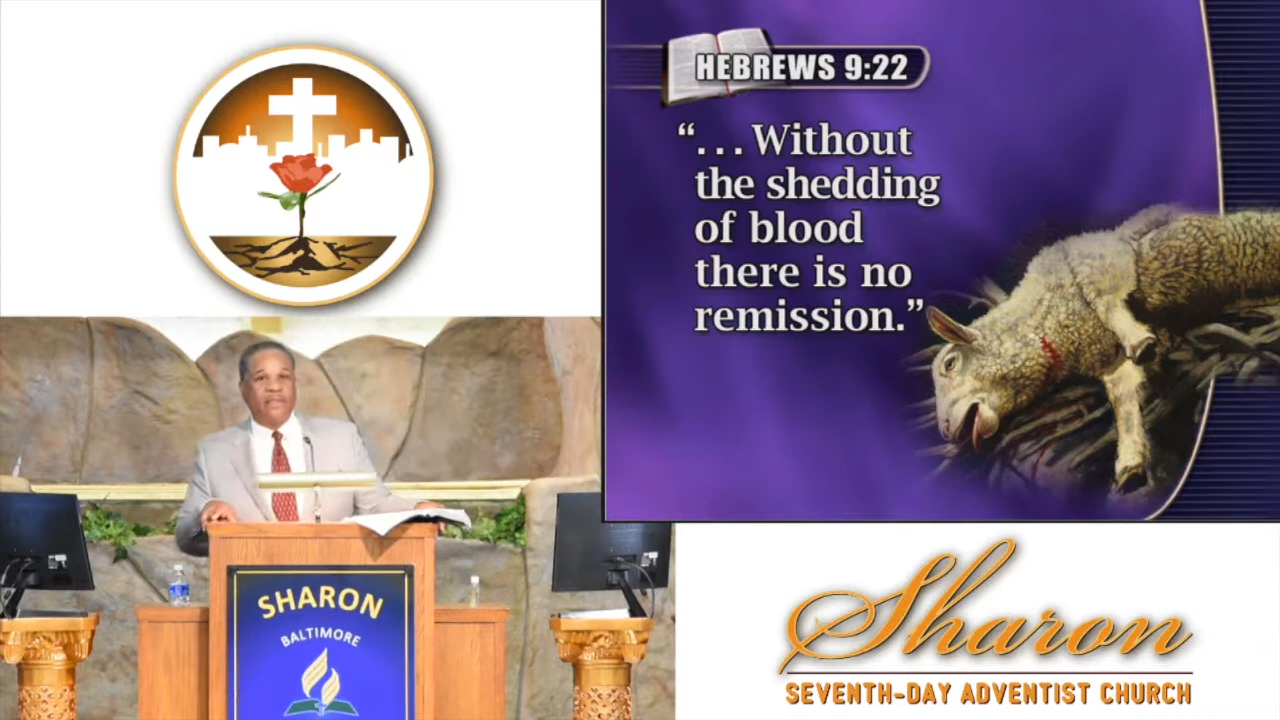 HEBREWS 9:22
“... Without
the shedding
of blood
there is no
remission.”
SHARON
BALTIMORE
Sharon
SEVENTH-DAY ADVENTIST CHURCH